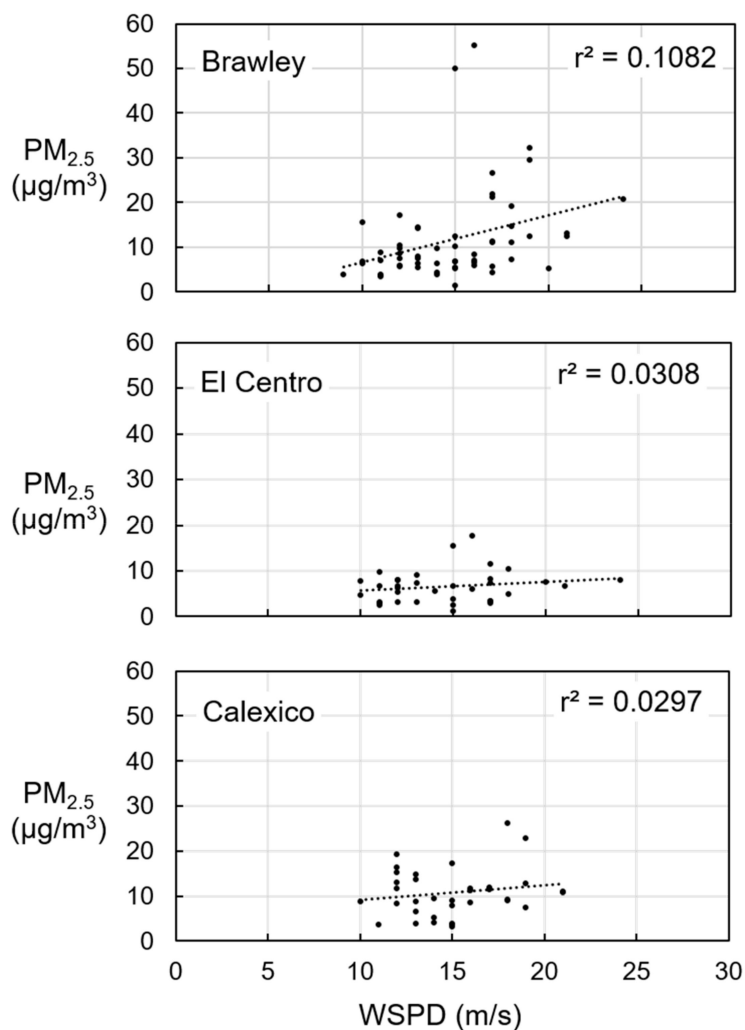 60
Brawley r² = 0.1082
50
40
PM₂.₅
30
(µg/m³)
20
10
0
60
El Centro r² = 0.0308
50
40
PM₂.₅
30
(µg/m³)
20
10
0
60
Calexico r² = 0.0297
50
40
PM₂.₅
30
(µg/m³)
20
10
0
0 5 10 15 20 25 30
WSPD (m/s)